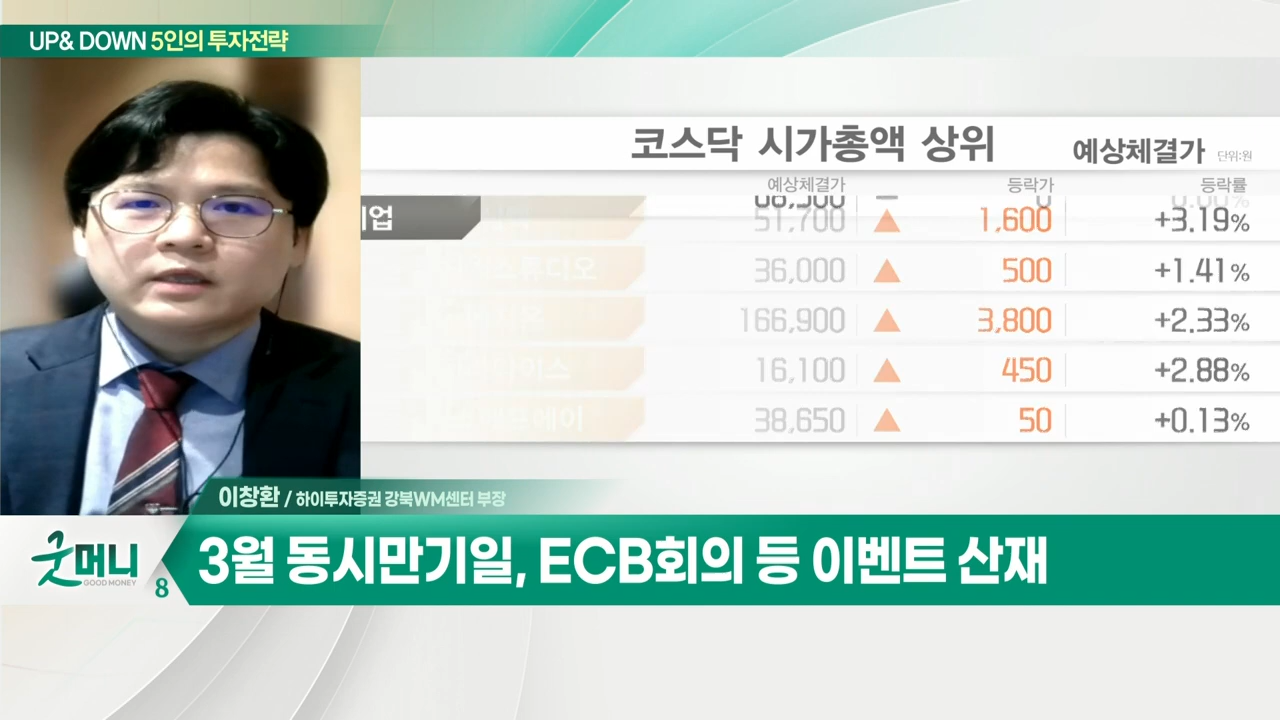 UP& DOWN 5인의 투자전략
코스닥 시가총액 상위 예상체결가 단위:원
예상체결가 등락가 등락률
51,700 ▲ 1,600 +3.19%
36,000 ▲ 500 +1.41%
166,900 ▲ 3,800 +2.33%
16,100 ▲ 450 +2.88%
38,650 ▲ 50 +0.13%
이창환 / 하이투자증권 강북WM센터 부장
굿머니
GOOD MONEY
8
3월 동시만기일, ECB회의 등 이벤트 산재